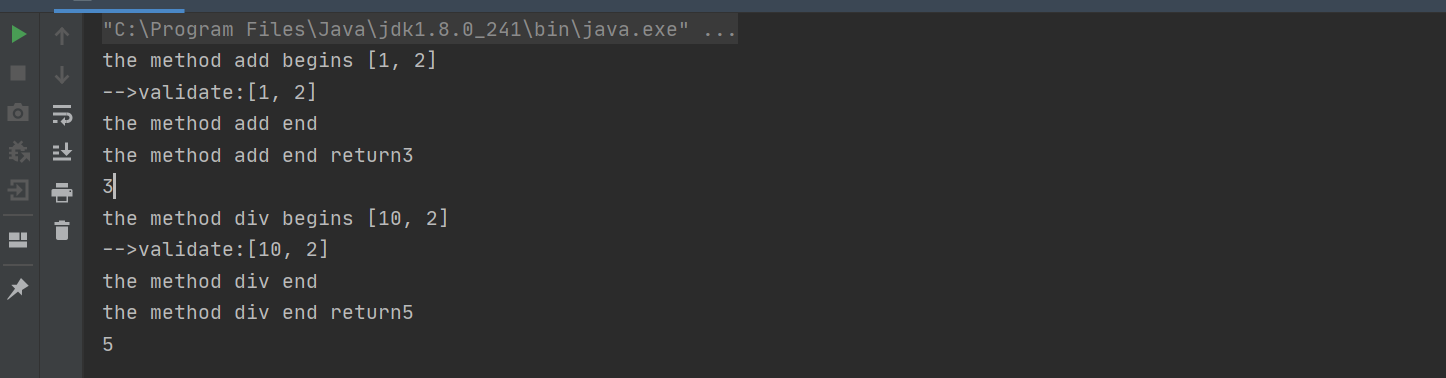 "C:\Program Files\Java\jdk1.8.0_241\bin\java.exe" ...
the method add begins [1, 2]
-->validate:[1, 2]
the method add end
the method add end return3
3
the method div begins [10, 2]
-->validate:[10, 2]
the method div end
the method div end return5
5